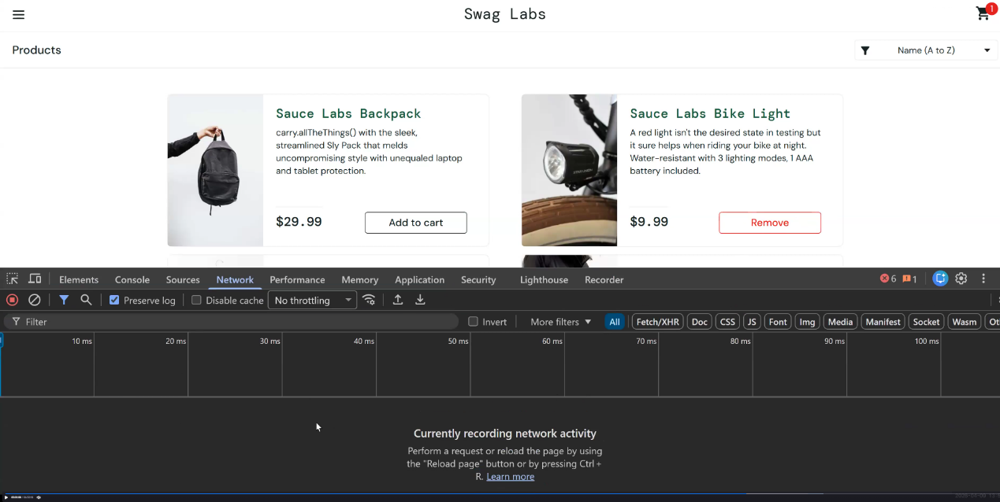 Swag Labs
1
Products
Name (A to Z)
Sauce Labs Backpack
carry.allTheThings() with the sleek,
streamlined Sly Pack that melds
uncompromising style with unequaled laptop
and tablet protection.
$29.99
Add to cart
Sauce Labs Bike Light
A red light isn't the desired state in testing but
it sure helps when riding your bike at night.
Water-resistant with 3 lighting modes, 1 AAA
battery included.
$9.99
Remove
Elements Console Sources Network Performance Memory Application Security Lighthouse Recorder 6 1
Preserve log Disable cache No throttling
Filter Invert More filters All Fetch/XHR Doc CSS JS Font Img Media Manifest Socket Wasm Ot
10 ms 20 ms 30 ms 40 ms 50 ms 60 ms 70 ms 80 ms 90 ms 100 ms
Currently recording network activity
Perform a request or reload the page by using
the "Reload page" button or by pressing Ctrl +
R. Learn more